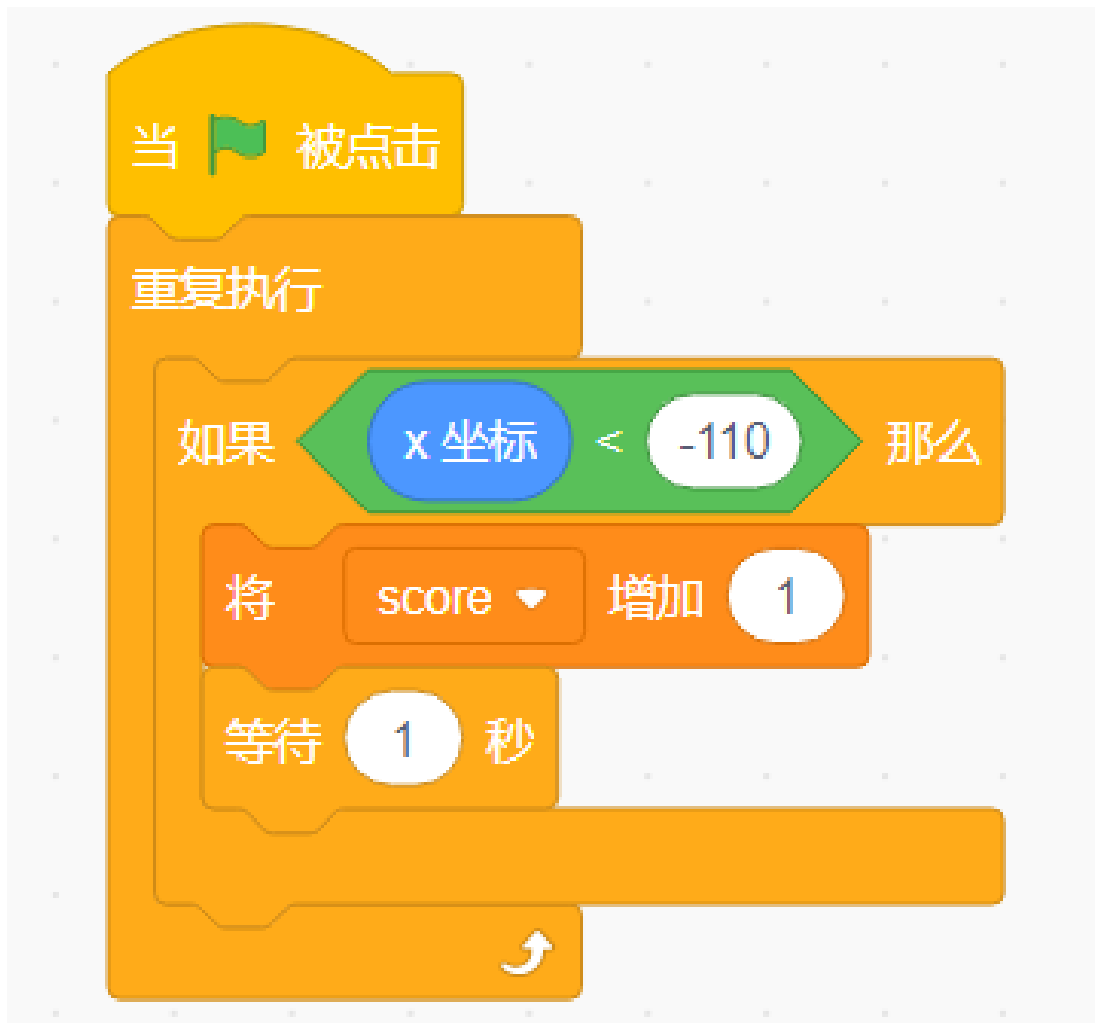 当 被点击
重复执行
如果 x 坐标 < -110 那么
将 score 增加 1
等待 1 秒